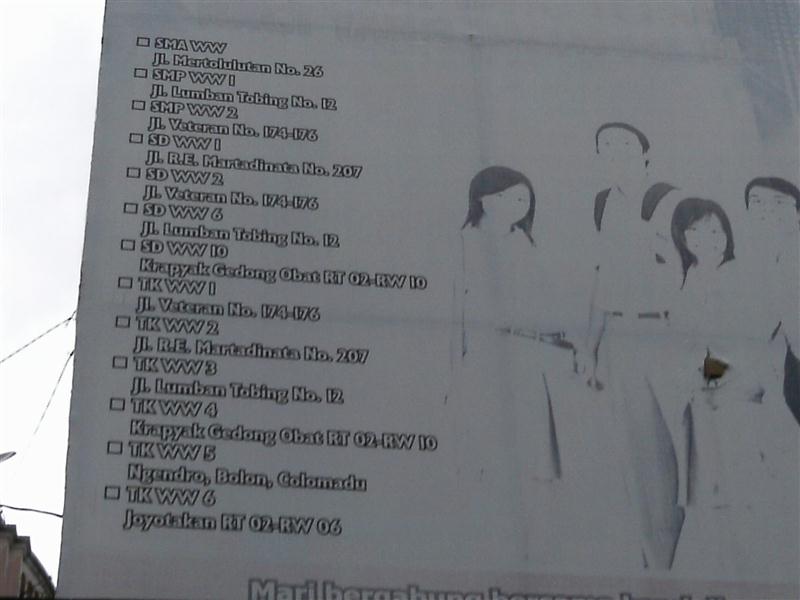 SMA WW
Jl. Mertolulutan No. 26
SMP WW 1
Jl. Lumban Tobing No. 12
SMP WW 2
Jl. Veteran No. 174-176
SD WW 1
Jl. R.E. Martadinata No. 207
SD WW 2
Jl. Veteran No. 174-176
SD WW 6
Jl. Lumban Tobing No. 12
SD WW 10
Krapyak Gedong Obat RT 02-RW 10
TK WW 1
Jl. Veteran No. 174-176
TK WW 2
Jl. R.E. Martadinata No. 207
TK WW 3
Jl. Lumban Tobing No. 12
TK WW 4
Krapyak Gedong Obat RT 02-RW 10
TK WW 5
Ngendro, Bolon, Colomadu
TK WW 6
Joyotakan RT 02-RW 06
Mari bergabung bersama